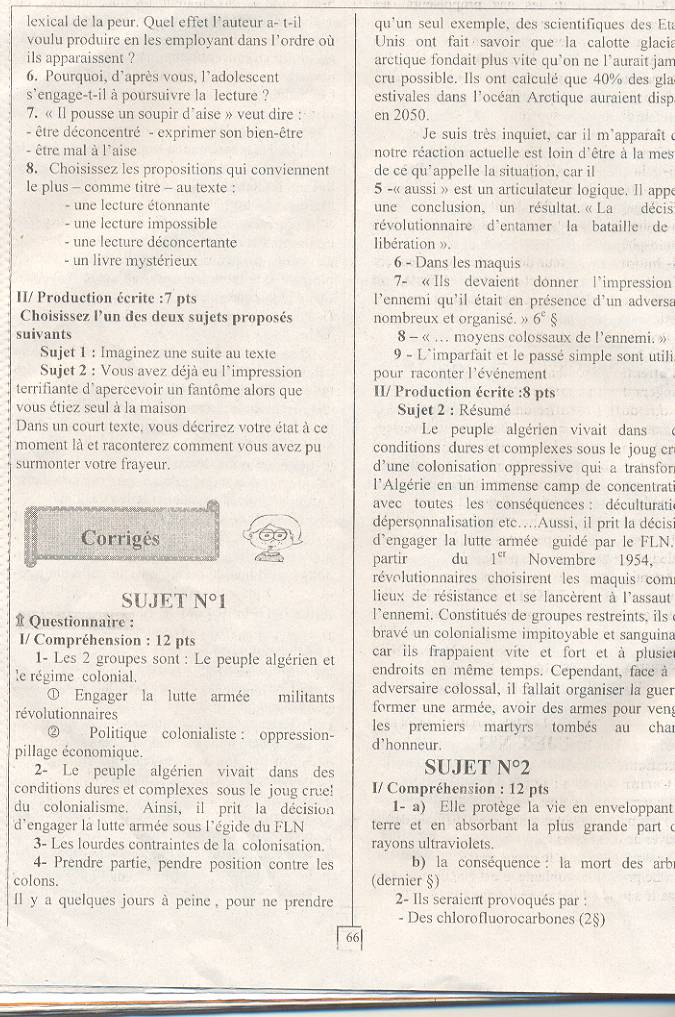 lexical de la peur. Quel effet l'auteur a- t-il
voulu produire en les employant dans l'ordre où
ils apparaissent ?
6. Pourquoi, d'après vous, l'adolescent
s'engage-t-il à poursuivre la lecture ?
7. « Il pousse un soupir d'aise » veut dire :
- être déconcentré - exprimer son bien-être
- être mal à l'aise
8. Choisissez les propositions qui conviennent
le plus – comme titre – au texte :
- une lecture étonnante
- une lecture impossible
- une lecture déconcertante
- un livre mystérieux
II/ Production écrite :7 pts
Choisissez l'un des deux sujets proposés
suivants
Sujet 1 : Imaginez une suite au texte
Sujet 2 : Vous avez déjà eu l'impression
terrifiante d'apercevoir un fantôme alors que
vous étiez seul à la maison
Dans un court texte, vous décrirez votre état à ce
moment là et raconterez comment vous avez pu
surmonter votre frayeur.
Corrigés
SUJET N°1
Questionnaire :
I/ Compréhension : 12 pts
1- Les 2 groupes sont : Le peuple algérien et
le régime colonial.
① Engager la lutte armée militants
révolutionnaires
② Politique colonialiste : oppression-
pillage économique.
2- Le peuple algérien vivait dans des
conditions dures et complexes sous le joug cruel
du colonialisme. Ainsi, il prit la décision
d'engager la lutte armée sous l'égide du FLN
3- Les lourdes contraintes de la colonisation.
4- Prendre partie, pendre position contre les
colons.
Il y a quelques jours à peine , pour ne prendre
qu'un seul exemple, des scientifiques des
Unis ont fait savoir que la calotte
arctique fondait plus vite qu'on ne l'aurait
cru possible. Ils ont calculé que 40% des
estivales dans l'océan Arctique auraient
en 2050.
Je suis très inquiet, car il m'apparaît
notre réaction actuelle est loin d'être à la
de ce qu'appelle la situation, car il
5 -« aussi » est un articulateur logique. Il
une conclusion, un résultat. « La
révolutionnaire d'entamer la bataille de
libération ».
6 - Dans les maquis
7- « Ils devaient donner l'impression
l'ennemi qu'il était en présence d'un
nombreux et organisé. » 6e §
8 – « … moyens colossaux de l'ennemi. »
9 - L'imparfait et le passé simple sont
pour raconter l'événement
II/ Production écrite :8 pts
Sujet 2 : Résumé
Le peuple algérien vivait dans
conditions dures et complexes sous le joug
d'une colonisation oppressive qui a
l'Algérie en un immense camp de
avec toutes les conséquences :
dépersonnalisation etc….Aussi, il prit la
d'engager la lutte armée guidé par le FLN.
partir du 1er Novembre 1954,
révolutionnaires choisirent les maquis
lieux de résistance et se lancèrent à l'assaut
l'ennemi. Constitués de groupes restreints, ils
bravé un colonialisme impitoyable et
car ils frappaient vite et fort et à
endroits en même temps. Cependant, face à
adversaire colossal, il fallait organiser la
former une armée, avoir des armes pour
les premiers martyrs tombés au
d'honneur.
SUJET N°2
I/ Compréhension : 12 pts
1- a) Elle protège la vie en enveloppant
terre et en absorbant la plus grande part
rayons ultraviolets.
b) la conséquence : la mort des
(dernier §)
2- Ils seraient provoqués par :
- Des chlorofluorocarbones (2§)
66